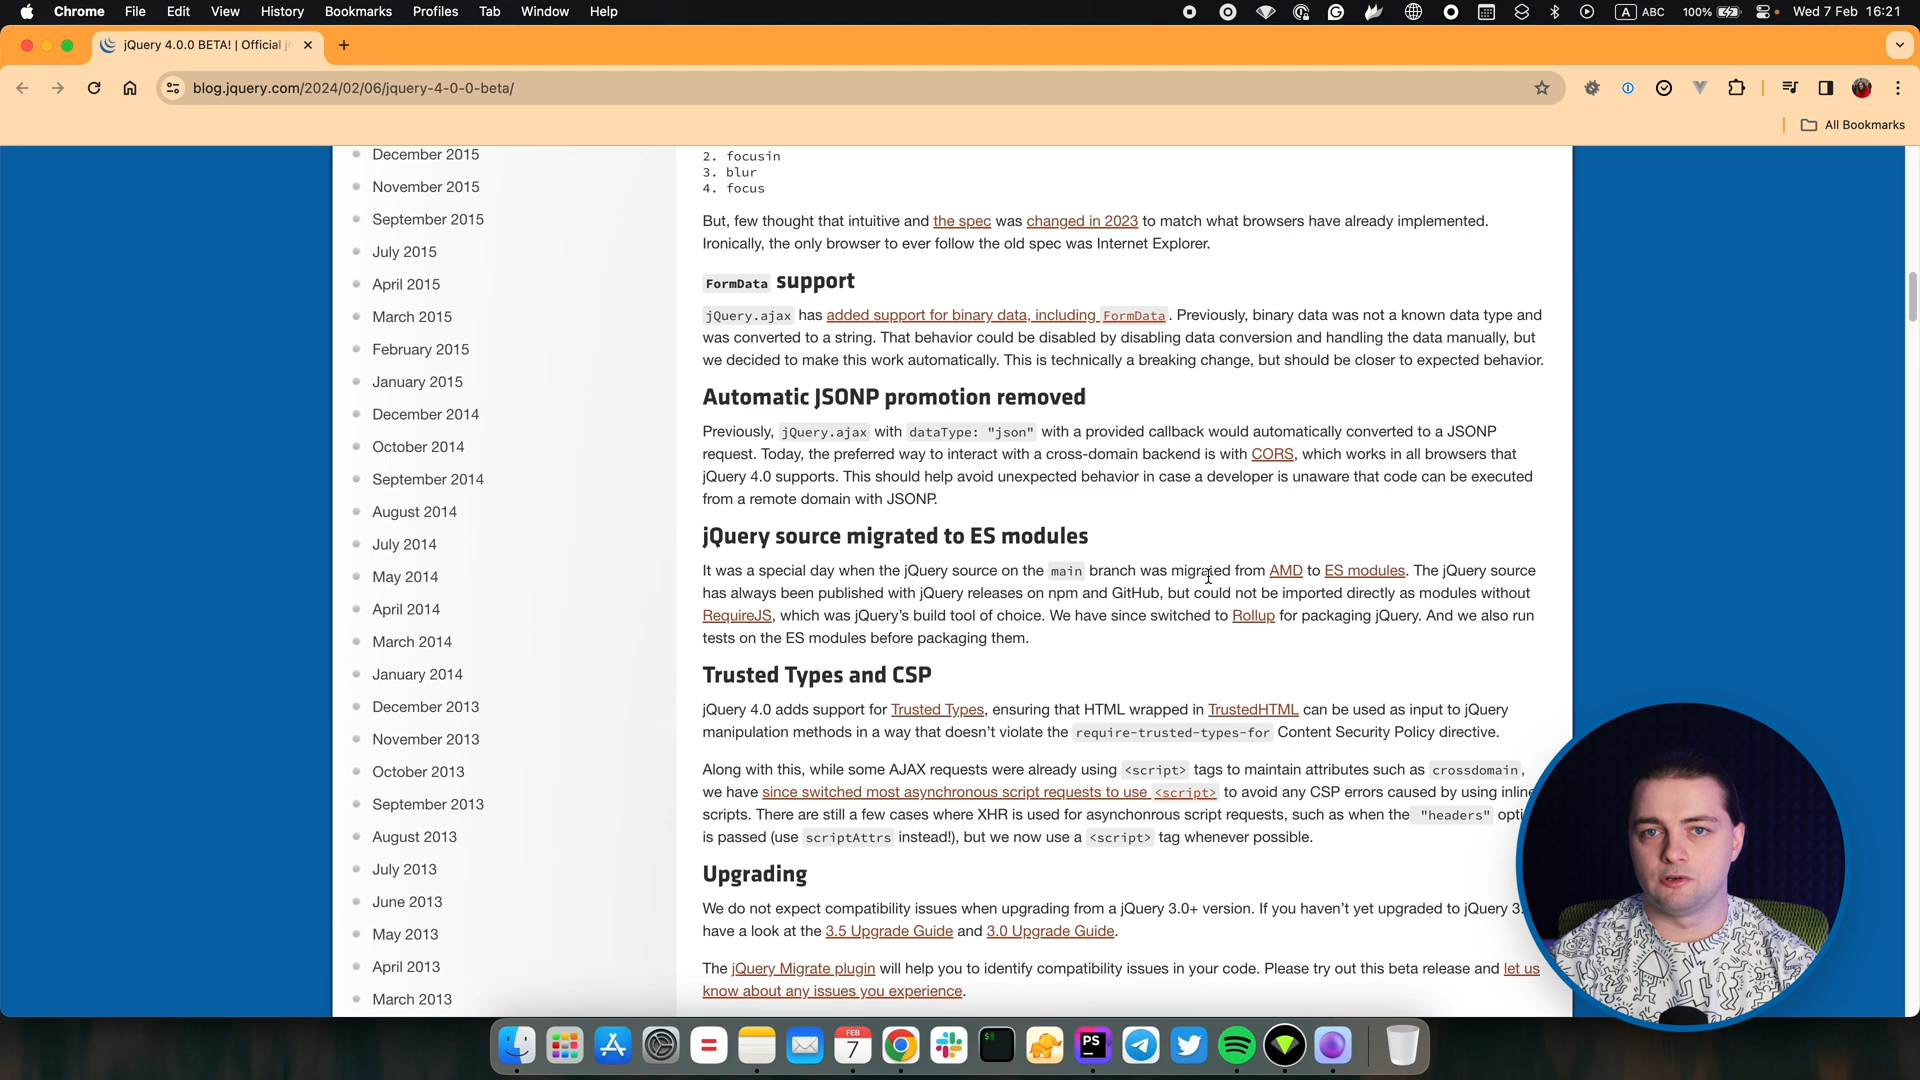 Chrome File Edit View History Bookmarks Profiles Tab Window Help A ABC 100% Wed 7 Feb 16:21
jQuery 4.0.0 BETA! | Official j
blog.jquery.com/2024/02/06/jquery-4-0-0-beta/
All Bookmarks
December 2015
November 2015
September 2015
July 2015
April 2015
March 2015
February 2015
January 2015
December 2014
October 2014
September 2014
August 2014
July 2014
May 2014
April 2014
March 2014
January 2014
December 2013
November 2013
October 2013
September 2013
August 2013
July 2013
June 2013
May 2013
April 2013
March 2013
2. focusin
3. blur
4. focus
But, few thought that intuitive and the spec was changed in 2023 to match what browsers have already implemented.
Ironically, the only browser to ever follow the old spec was Internet Explorer.
FormData support
jQuery.ajax has added support for binary data, including FormData. Previously, binary data was not a known data type and
was converted to a string. That behavior could be disabled by disabling data conversion and handling the data manually, but
we decided to make this work automatically. This is technically a breaking change, but should be closer to expected behavior.
Automatic JSONP promotion removed
Previously, jQuery.ajax with dataType: "json" with a provided callback would automatically converted to a JSONP
request. Today, the preferred way to interact with a cross-domain backend is with CORS, which works in all browsers that
jQuery 4.0 supports. This should help avoid unexpected behavior in case a developer is unaware that code can be executed
from a remote domain with JSONP.
jQuery source migrated to ES modules
It was a special day when the jQuery source on the main branch was migrated from AMD to ES modules. The jQuery source
has always been published with jQuery releases on npm and GitHub, but could not be imported directly as modules without
RequireJS, which was jQuery's build tool of choice. We have since switched to Rollup for packaging jQuery. And we also run
tests on the ES modules before packaging them.
Trusted Types and CSP
jQuery 4.0 adds support for Trusted Types, ensuring that HTML wrapped in TrustedHTML can be used as input to jQuery
manipulation methods in a way that doesn't violate the require-trusted-types-for Content Security Policy directive.
Along with this, while some AJAX requests were already using <script> tags to maintain attributes such as crossdomain,
we have since switched most asynchronous script requests to use <script> to avoid any CSP errors caused by using inline
scripts. There are still a few cases where XHR is used for asynchonrous script requests, such as when the "headers" opti
is passed (use scriptAttrs instead!), but we now use a <script> tag whenever possible.
Upgrading
We do not expect compatibility issues when upgrading from a jQuery 3.0+ version. If you haven't yet upgraded to jQuery 3.
have a look at the 3.5 Upgrade Guide and 3.0 Upgrade Guide.
The jQuery Migrate plugin will help you to identify compatibility issues in your code. Please try out this beta release and let us
know about any issues you experience.
FEB
7
PS